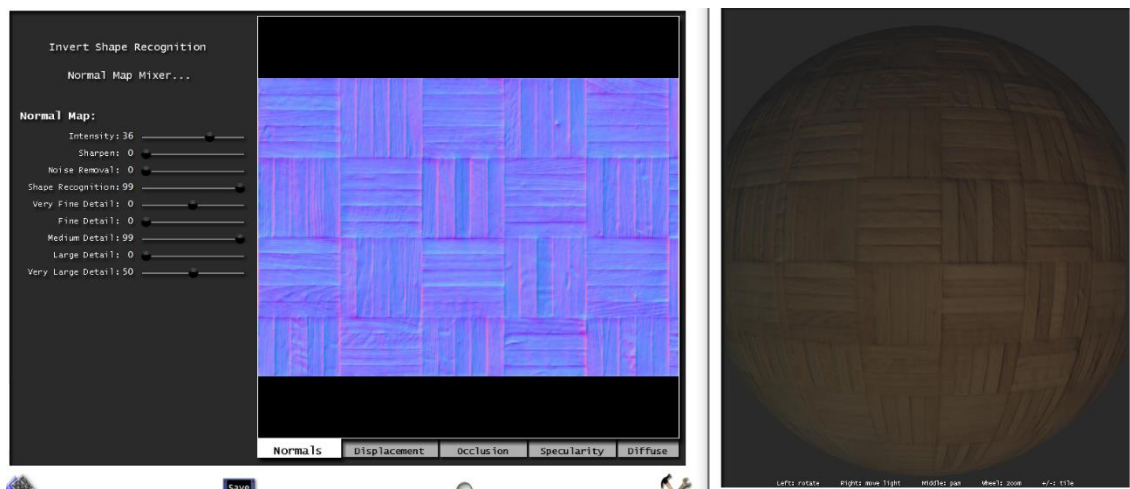 Invert Shape Recognition
Normal Map Mixer...
Normal Map:
Intensity: 36
Sharpen: 0
Noise Removal: 0
Shape Recognition: 99
Very Fine Detail: 0
Fine Detail: 0
Medium Detail: 99
Large Detail: 0
Very Large Detail: 50
Normals Displacement Occlusion Specularity Diffuse
Save
Left: rotate Right: move light Middle: pan Wheel: zoom +/-: tile